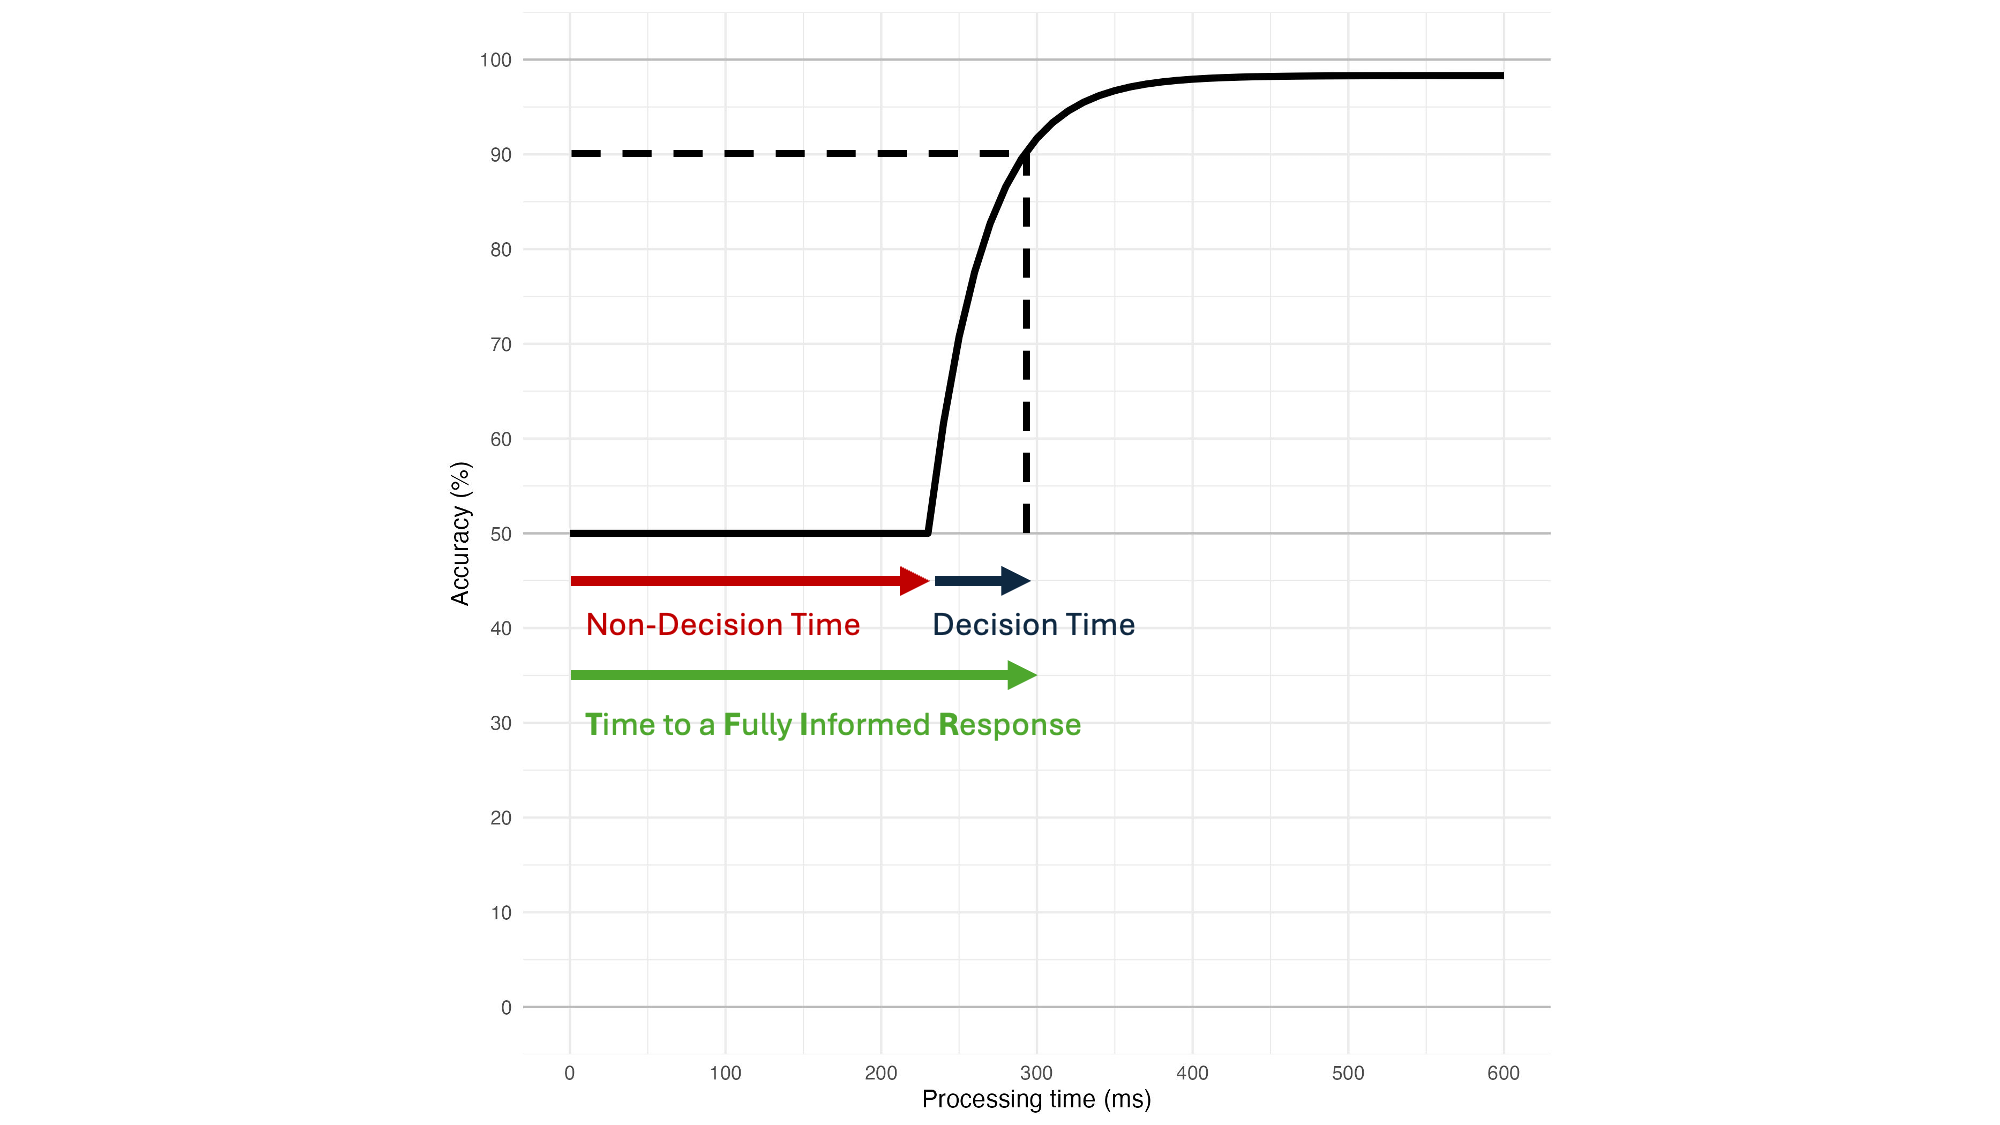 100
90
80
70
60
50
40
30
20
10
0
Accuracy (%)
Non-Decision Time
Decision Time
Time to a Fully Informed Response
0 100 200 300 400 500 600
Processing time (ms)